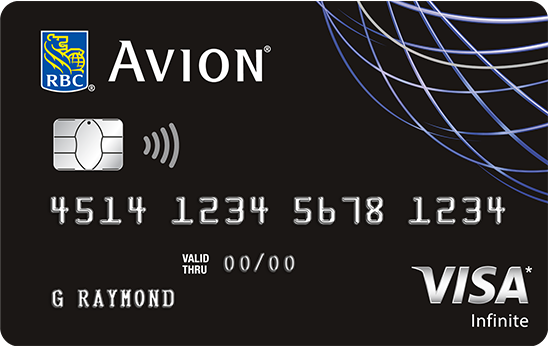 RBC® AVION®
4514 1234 5678 1234
VALID THRU 00/00
G RAYMOND
VISA*
Infinite